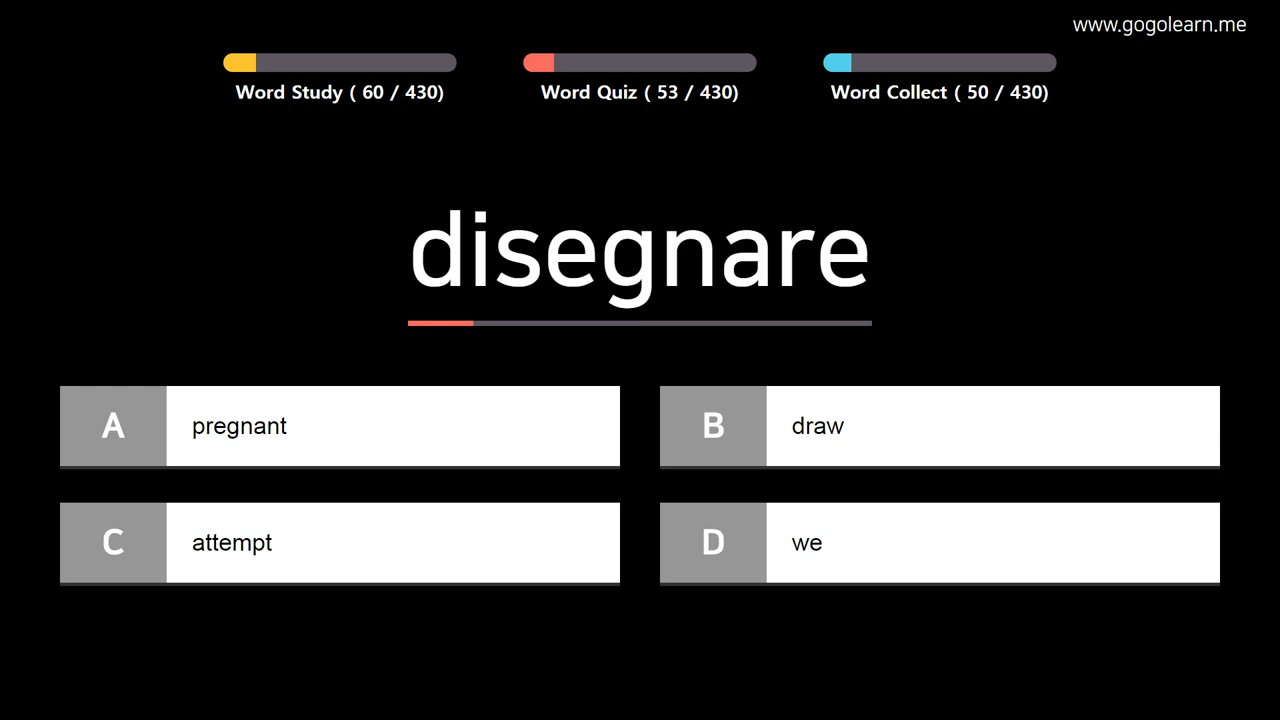 www.gogolearn.me
Word Study ( 60 / 430)
Word Quiz ( 53 / 430)
Word Collect ( 50 / 430)
disegnare
A pregnant
B draw
C attempt
D we